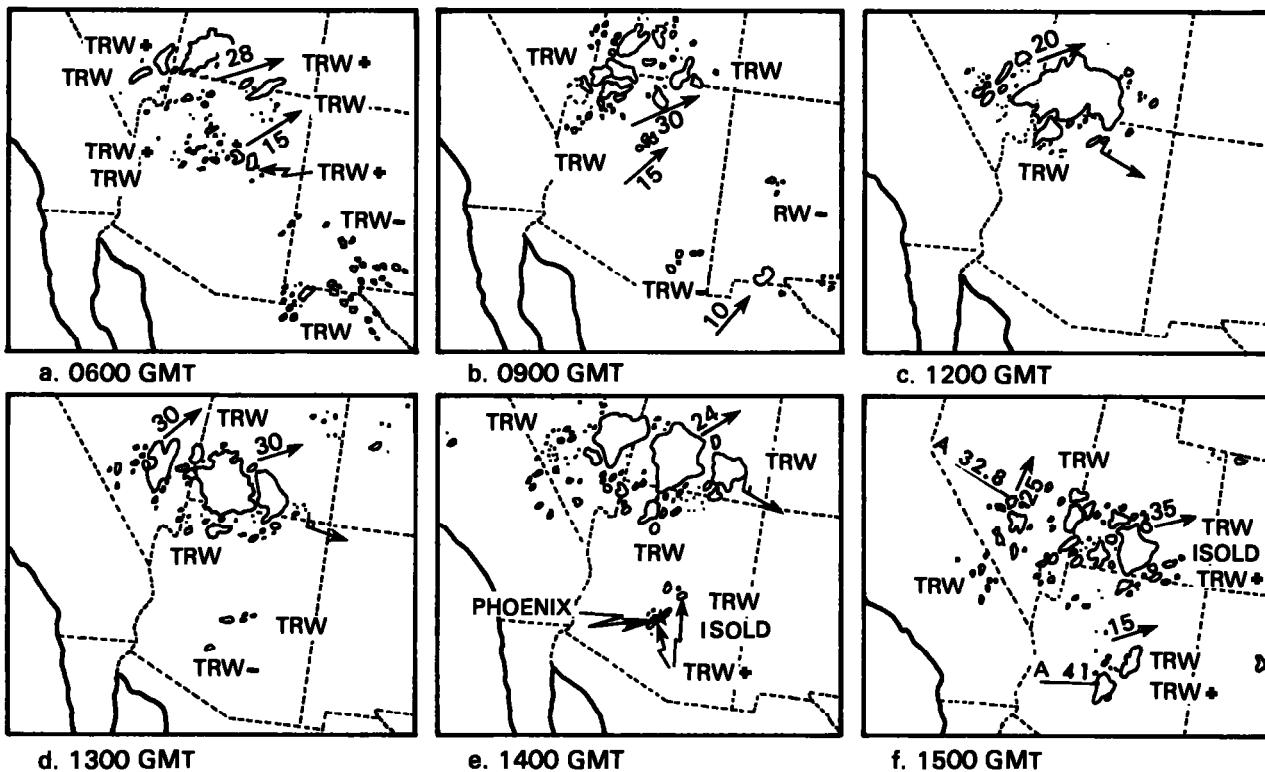 TRW +
28
TRW
TRW +
TRW
15
TRW +
TRW
TRW +
TRW –
TRW
a. 0600 GMT
TRW
TRW
30
TRW
15
RW –
TRW –
10
b. 0900 GMT
20
TRW
c. 1200 GMT
30
TRW
30
TRW
TRW
TRW –
d. 1300 GMT
24
TRW
TRW
TRW
PHOENIX
TRW
ISOLD
TRW +
e. 1400 GMT
A
32.8
TRW
25
35
TRW
ISOLD
TRW
TRW +
15
A 41
TRW
TRW +
f. 1500 GMT